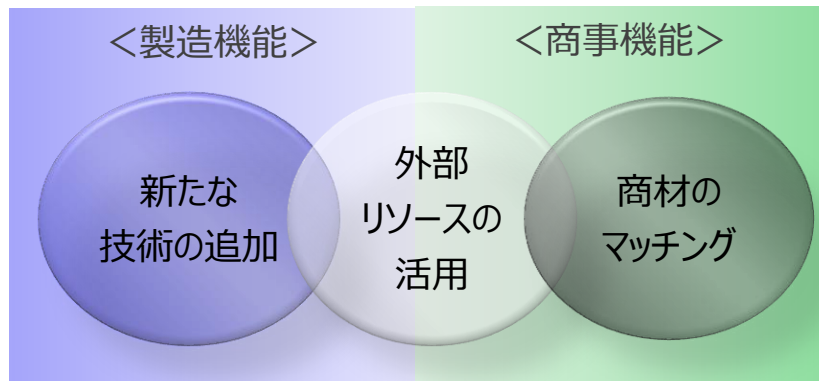 ＜製造機能＞
＜商事機能＞
新たな
技術の追加
外部
リソースの
活用
商材の
マッチング